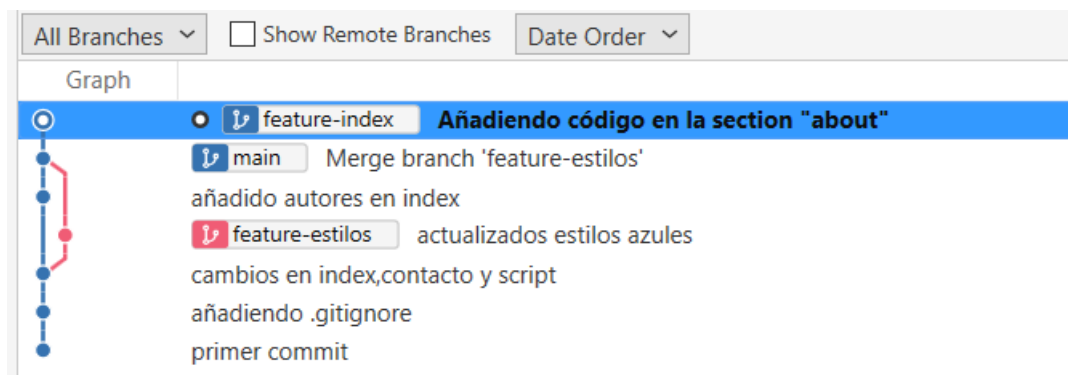 All Branches Show Remote Branches Date Order
Graph
feature-index Añadiendo código en la section "about"
main Merge branch 'feature-estilos'
añadido autores en index
feature-estilos actualizados estilos azules
cambios en index,contacto y script
añadiendo .gitignore
primer commit